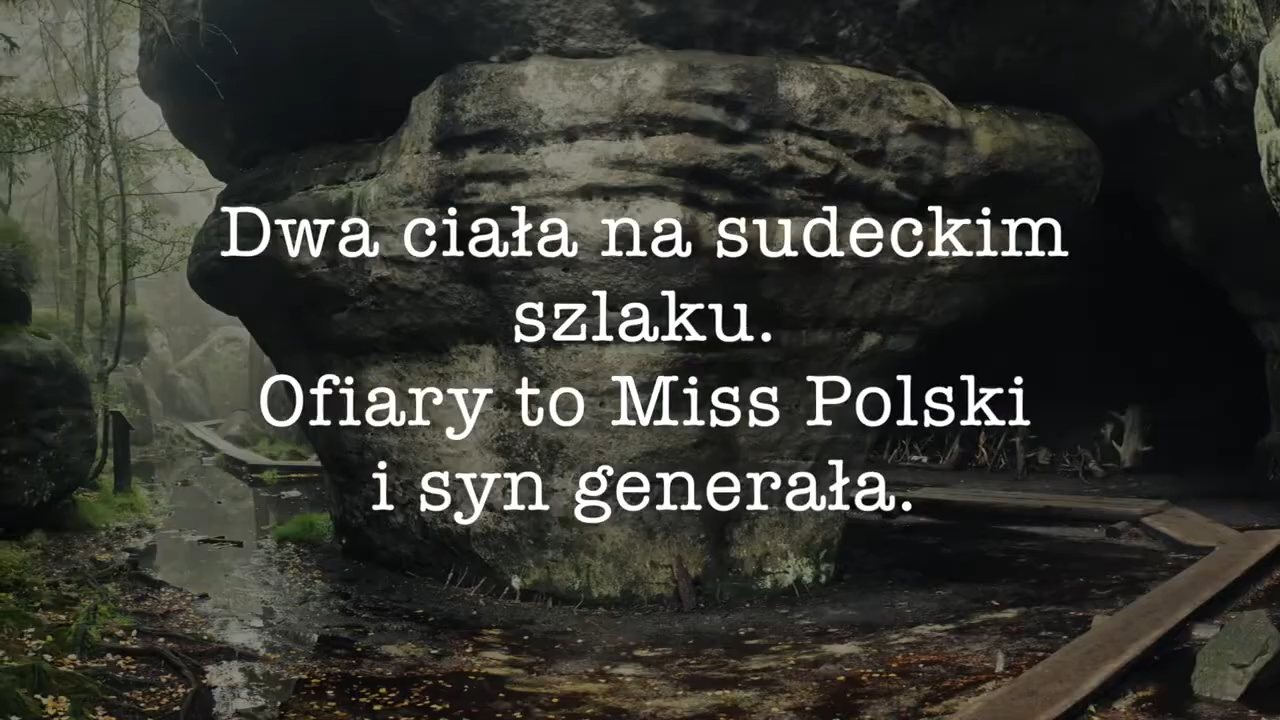 Dwa ciała na sudeckim
szlaku.
Ofiary to Miss Polski
i syn generała.